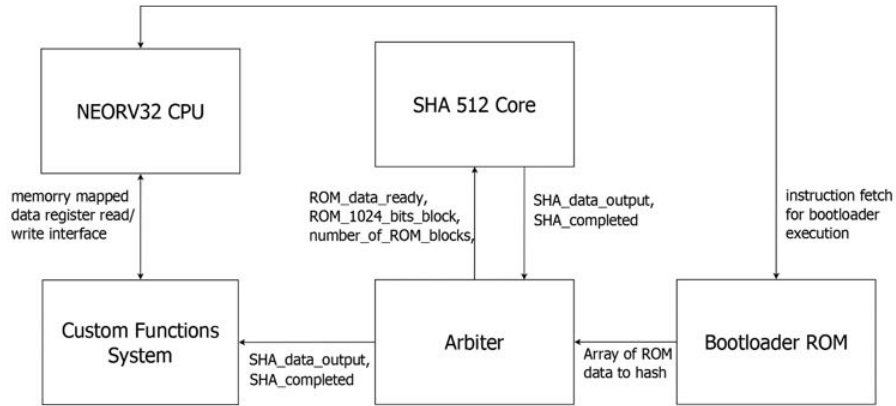 NEORV32 CPU
SHA 512 Core
memorry mapped
data register read/
write interface
ROM_data_ready,
ROM_1024_bits_block,
number_of_ROM_blocks,
SHA_data_output,
SHA_completed
instruction fetch
for bootloader
execution
Custom Functions
System
SHA_data_output,
SHA_completed
Arbiter
Array of ROM
data to hash
Bootloader ROM